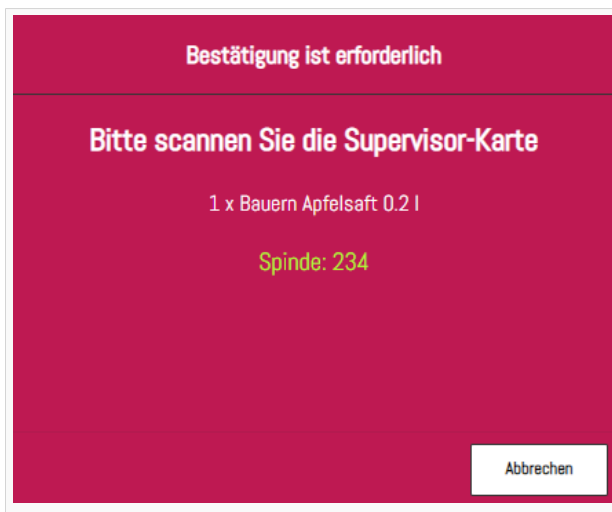 Bestätigung ist erforderlich
Bitte scannen Sie die Supervisor-Karte
1 x Bauern Apfelsaft 0.2 l
Spinde: 234
Abbrechen